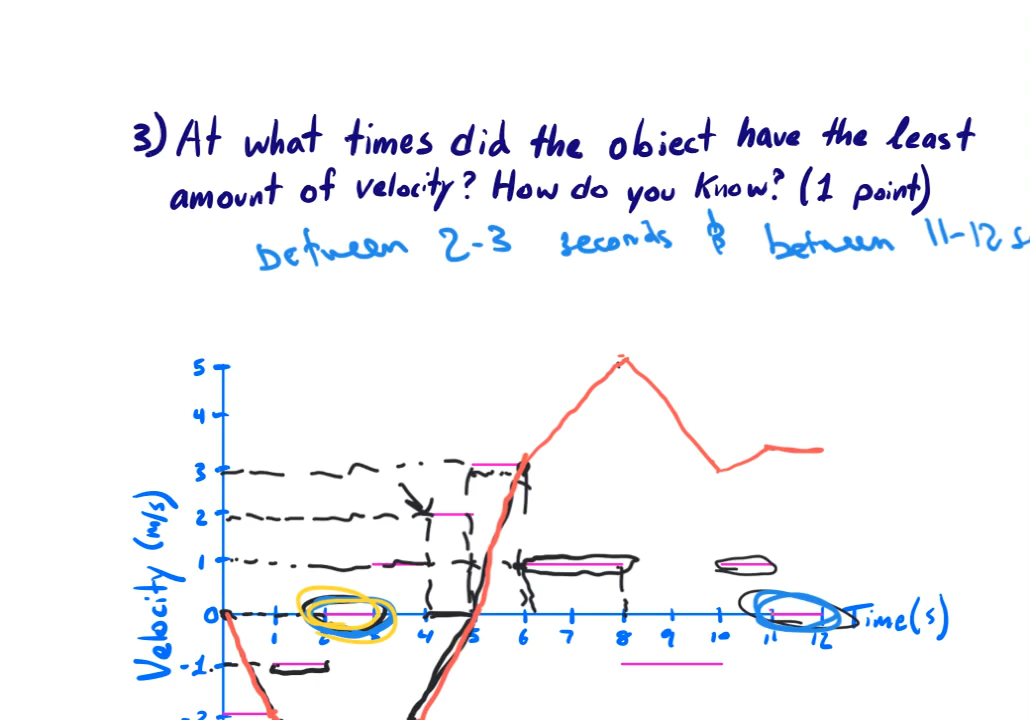 3) At what times did the object have the least
amount of velocity? How do you know? (1 point)
between 2-3 seconds & between 11-12 s
5
4
3
2
1
0
-1
-2
Velocity (m/s)
1 2 3 4 5 6 7 8 9 10 11 12
Time(s)